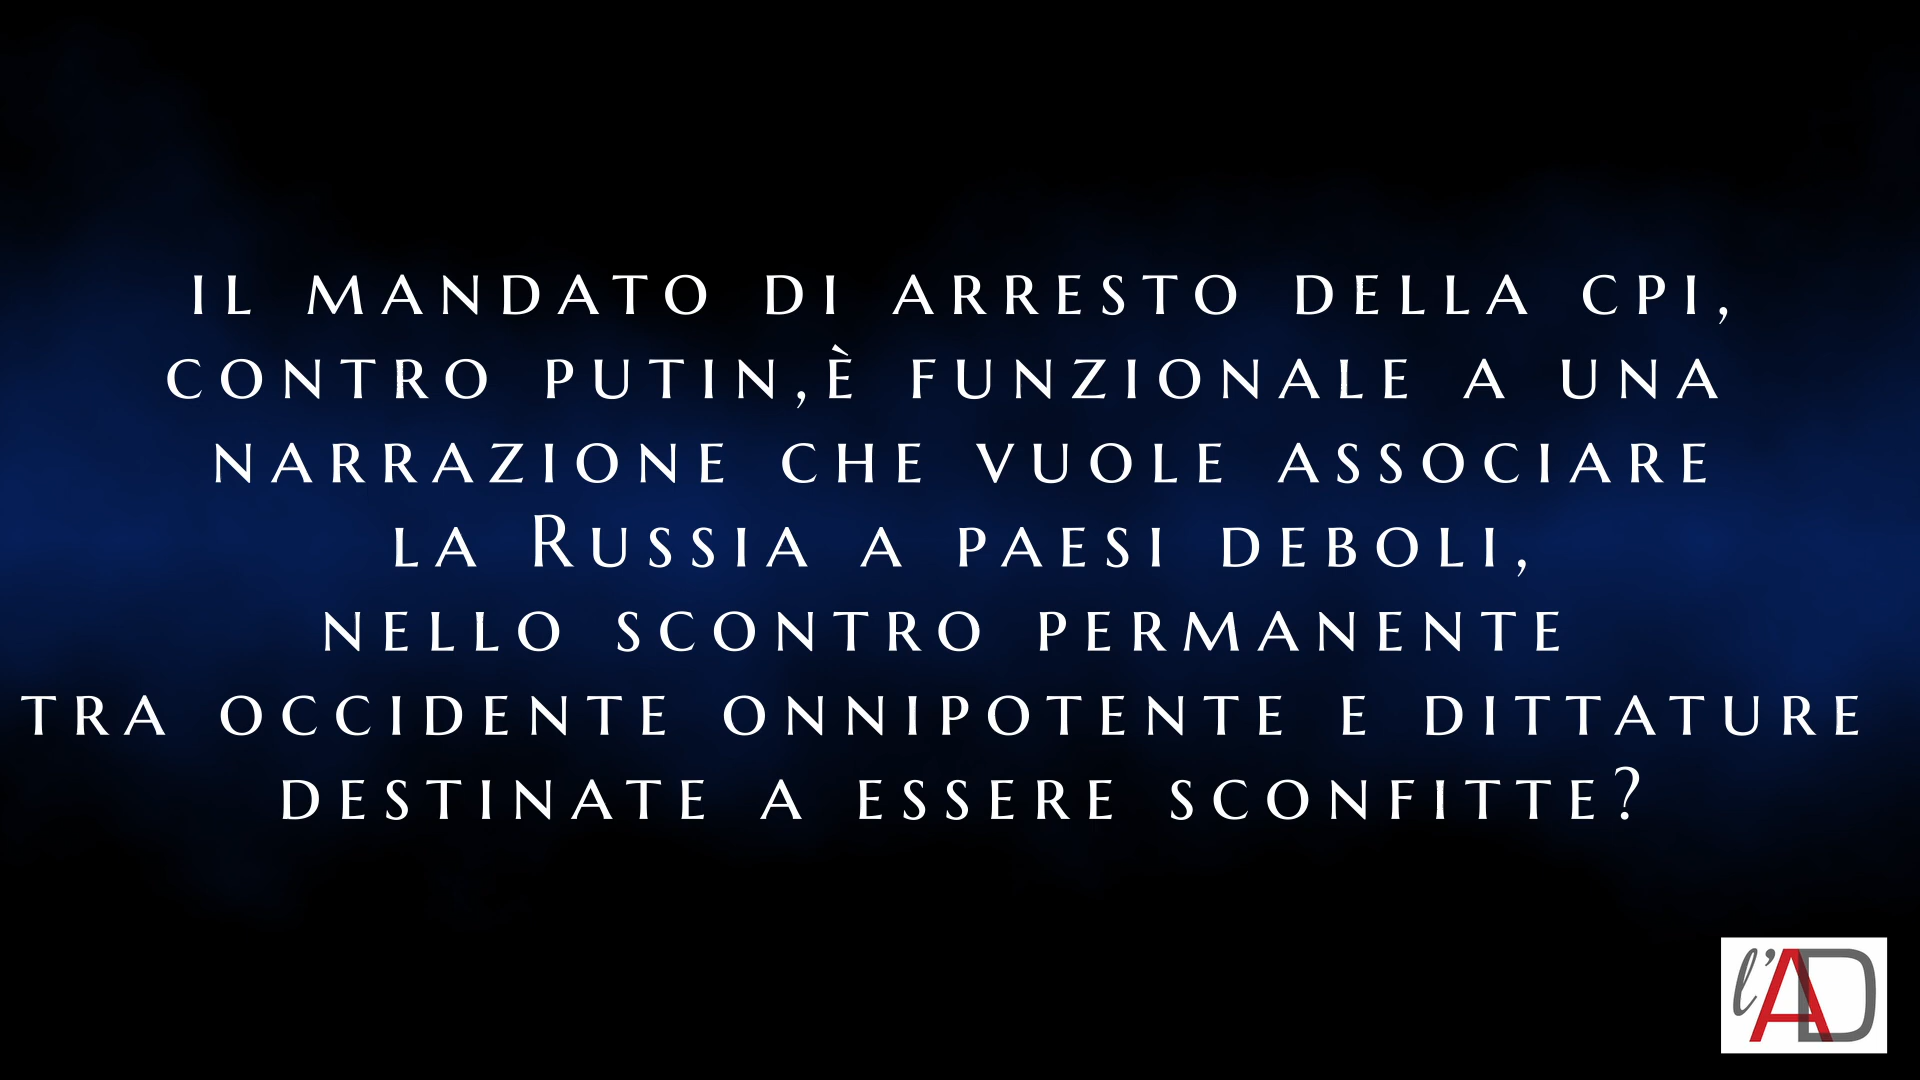 IL MANDATO DI ARRESTO DELLA CPI,
CONTRO PUTIN,È FUNZIONALE A UNA
NARRAZIONE CHE VUOLE ASSOCIARE
LA RUSSIA A PAESI DEBOLI,
NELLO SCONTRO PERMANENTE
TRA OCCIDENTE ONNIPOTENTE E DITTATURE
DESTINATE A ESSERE SCONFITTE?
l'AD